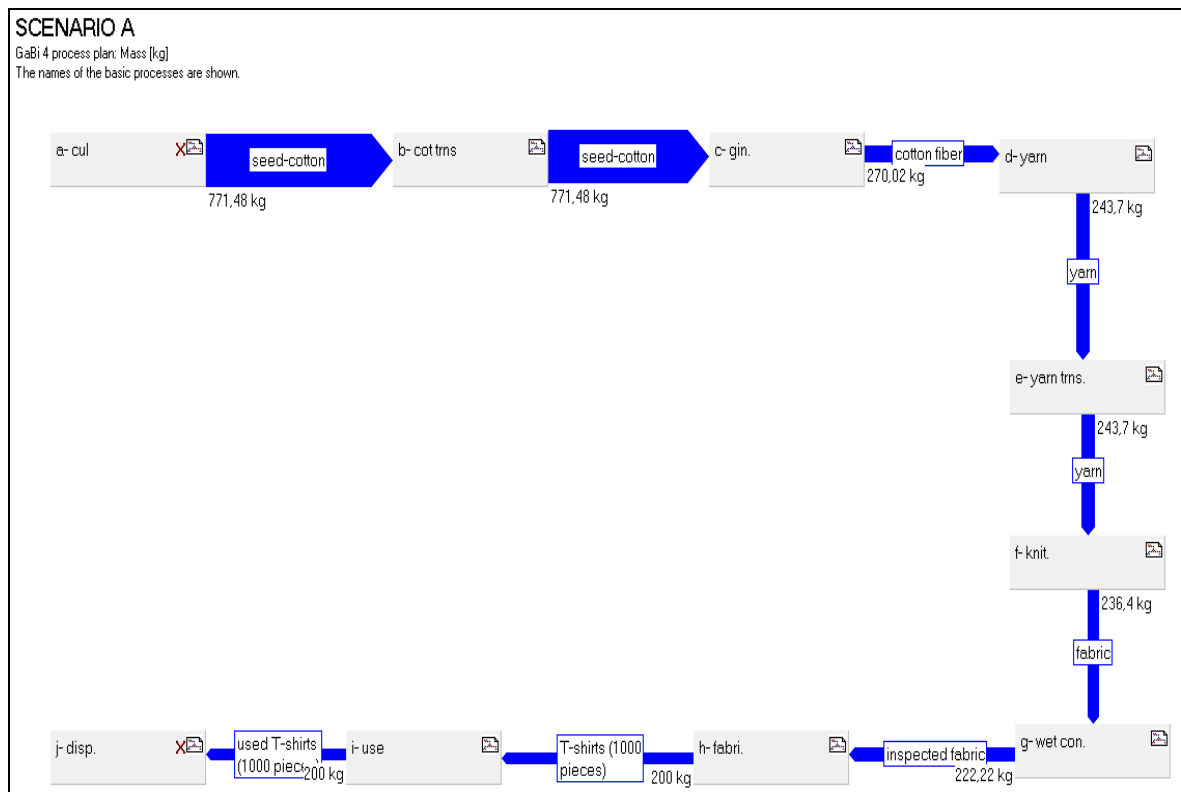 SCENARIO A
GaBi 4 process plan: Mass [kg]
The names of the basic processes are shown.
a- cul
X
seed-cotton
771,48 kg
b- cot trns
seed-cotton
771,48 kg
c- gin.
cotton fiber
270,02 kg
d- yarn
243,7 kg
yarn
e- yarn trns.
243,7 kg
yarn
f- knit.
236,4 kg
fabric
g- wet con.
222,22 kg
inspected fabric
h- fabri.
200 kg
T-shirts (1000
pieces)
i- use
200 kg
used T-shirts
(1000 piece
j- disp.
X